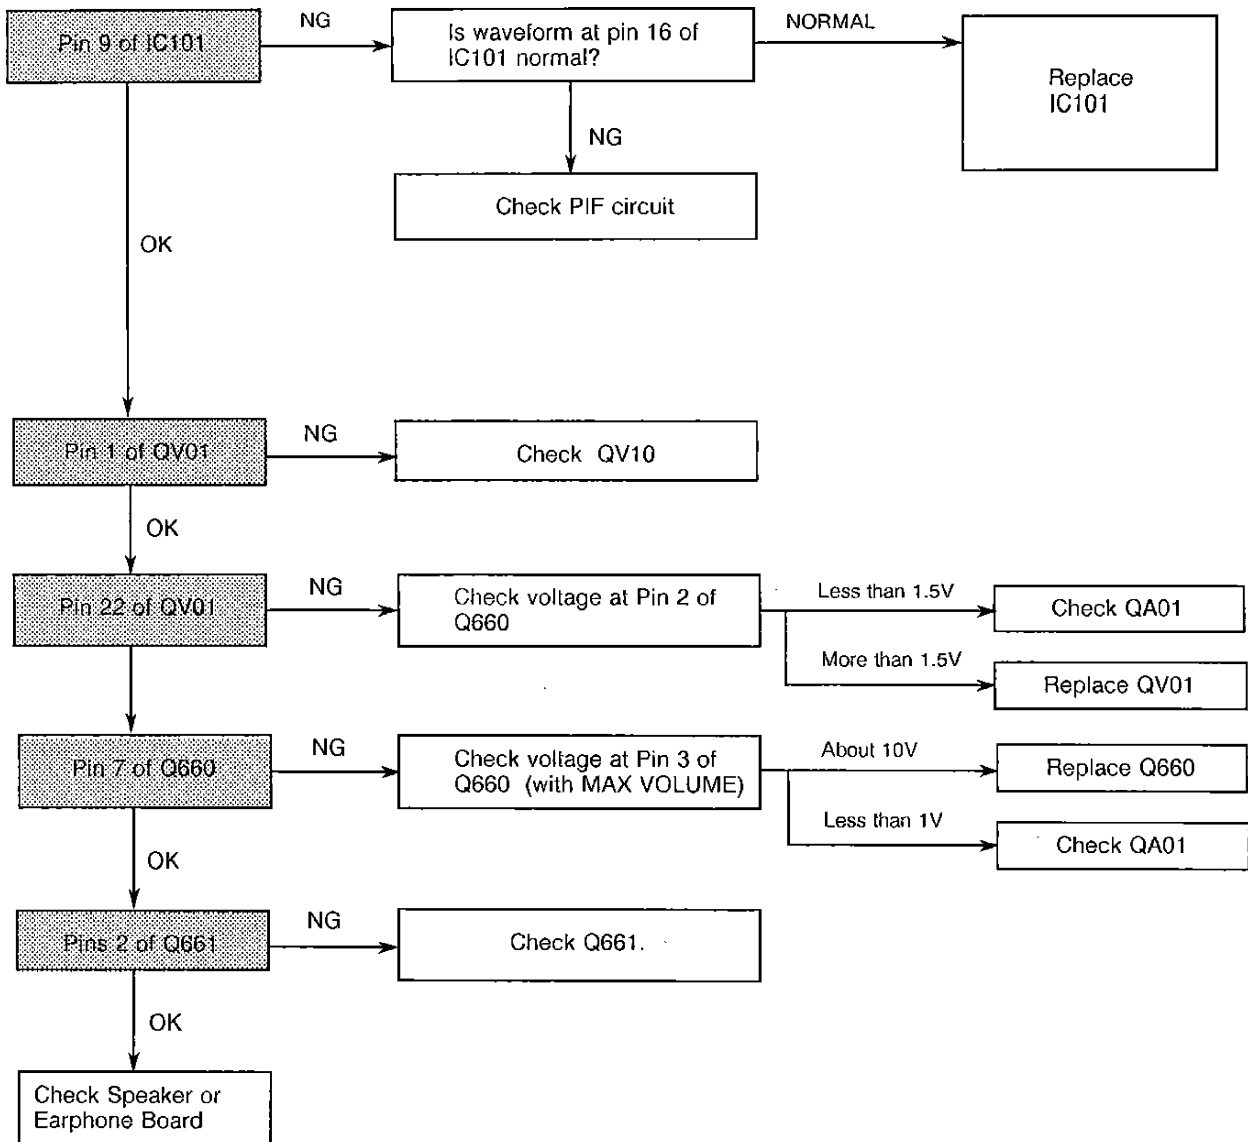 Pin 9 of IC101
NG
Is waveform at pin 16 of
IC101 normal?
NORMAL
Replace
IC101
NG
Check PIF circuit
OK
Pin 1 of QV01
NG
Check QV10
OK
Pin 22 of QV01
NG
Check voltage at Pin 2 of
Q660
Less than 1.5V
Check QA01
More than 1.5V
Replace QV01
Pin 7 of Q660
NG
Check voltage at Pin 3 of
Q660 (with MAX VOLUME)
About 10V
Replace Q660
Less than 1V
Check QA01
OK
Pins 2 of Q661
NG
Check Q661.
OK
Check Speaker or
Earphone Board